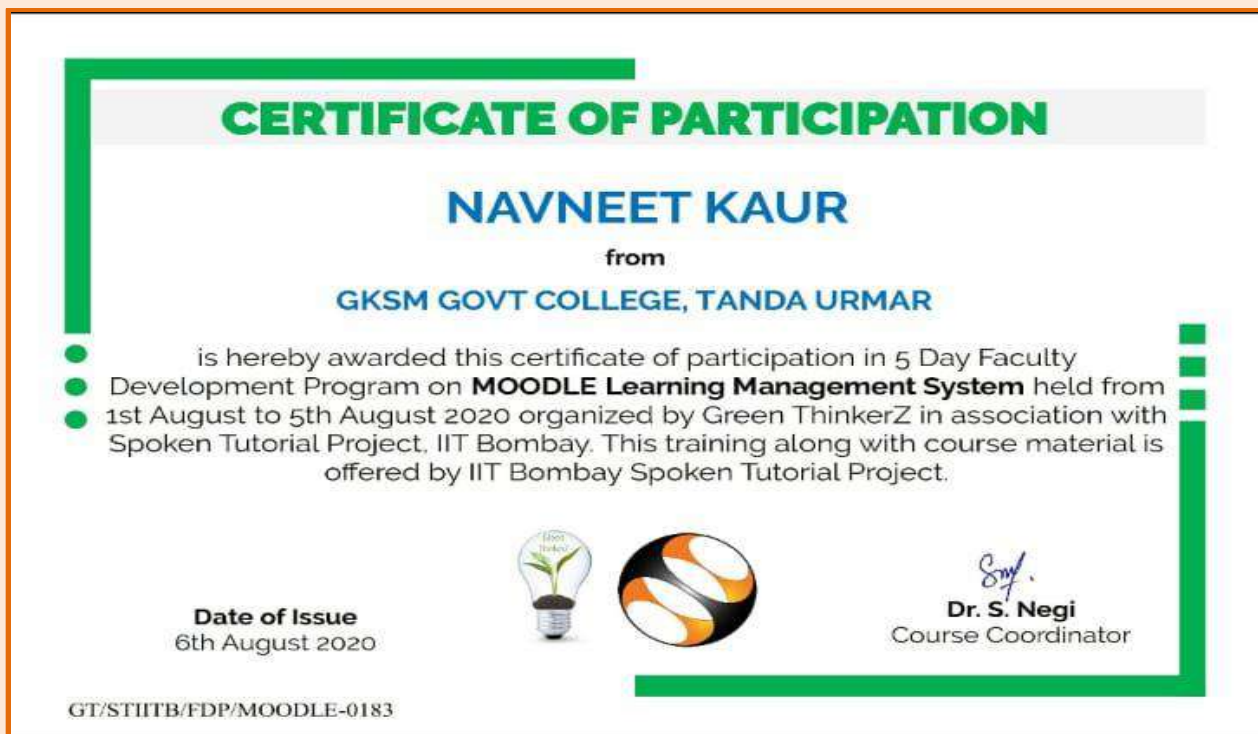 CERTIFICATE OF PARTICIPATION
NAVNEET KAUR
from
GKSM GOVT COLLEGE, TANDA URMAR
is hereby awarded this certificate of participation in 5 Day Faculty
Development Program on MOODLE Learning Management System held from
1st August to 5th August 2020 organized by Green ThinkerZ in association with
Spoken Tutorial Project, IIT Bombay. This training along with course material is
offered by IIT Bombay Spoken Tutorial Project.
Date of Issue
6th August 2020
Dr. S. Negi
Course Coordinator
GT/STIITB/FDP/MOODLE-0183